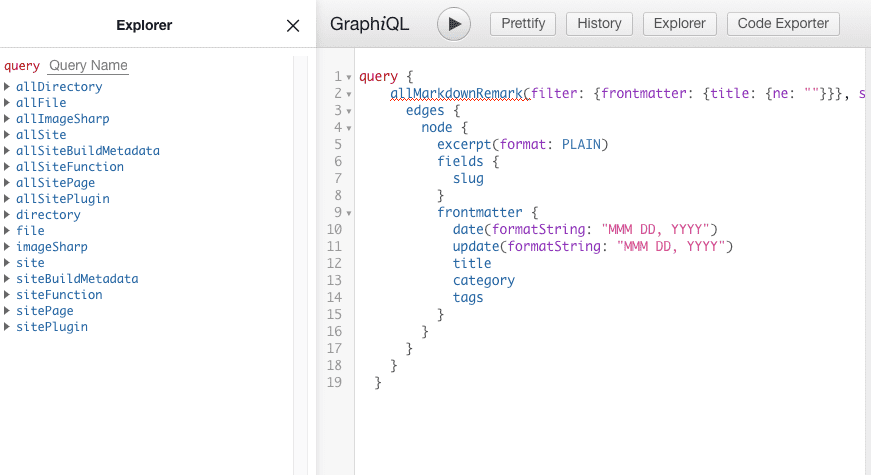 Explorer
GraphiQL
Prettify
History
Explorer
Code Exporter
query Query Name
allDirectory
allFile
allImageSharp
allSite
allSiteBuildMetadata
allSiteFunction
allSitePage
allSitePlugin
directory
file
imageSharp
site
siteBuildMetadata
siteFunction
sitePage
sitePlugin
1 query {
2 allMarkdownRemark(filter: {frontmatter: {title: {ne: ""}}}, s
3 edges {
4 node {
5 excerpt(format: PLAIN)
6 fields {
7 slug
8 }
9 frontmatter {
10 date(formatString: "MMM DD, YYYY")
11 update(formatString: "MMM DD, YYYY")
12 title
13 category
14 tags
15 }
16 }
17 }
18 }
19 }